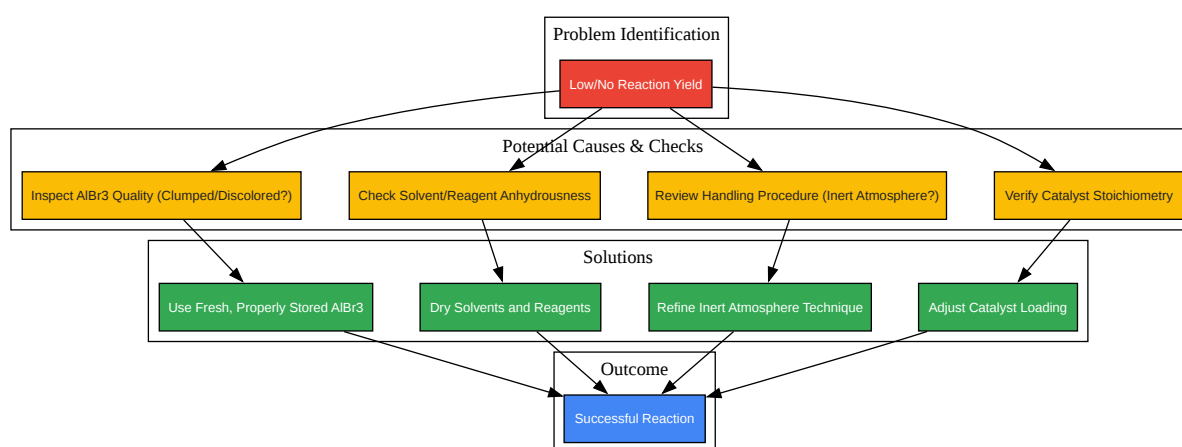 Problem Identification
Low/No Reaction Yield
Potential Causes & Checks
Inspect AlBr3 Quality (Clumped/Discolored?)
Check Solvent/Reagent Anhydrousness
Review Handling Procedure (Inert Atmosphere?)
Verify Catalyst Stoichiometry
Solutions
Use Fresh, Properly Stored AlBr3
Dry Solvents and Reagents
Refine Inert Atmosphere Technique
Adjust Catalyst Loading
Outcome
Successful Reaction